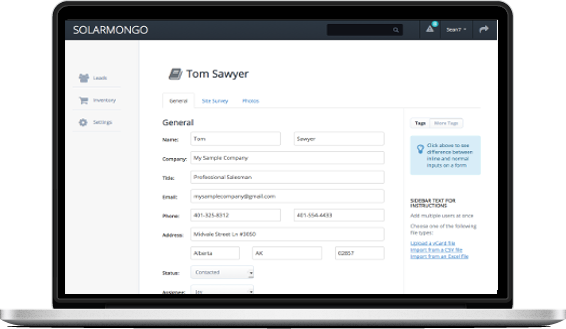 SOLARMONGO
Sean7
Leads
Inventory
Settings
Tom Sawyer
General Site Survey Photos
General
Name: Tom Sawyer
Company: My Sample Company
Title: Professional Salesman
Email: mysamplecompany@gmail.com
Phone: 401-325-8312 401-554-4433
Address: Midvale Street Ln #3050
Alberta AK 02857
Status: Contacted
Assignee:
Tags More Tags
Click above to see
difference between
inline and normal
inputs on a form
SIDEBAR TEXT FOR
INSTRUCTIONS
Add multiple users at once
Choose one of the following
file types:
Upload a vCard file
Import from a CSV file
Import from an Excel file